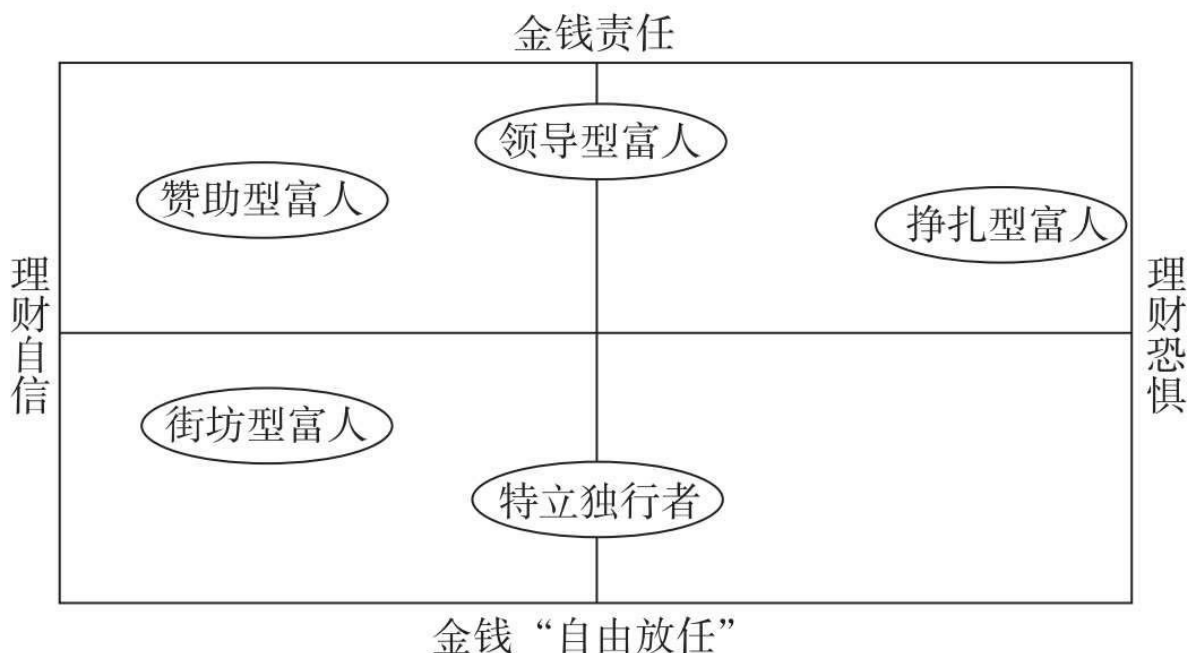 金钱责任
领导型富人
赞助型富人
挣扎型富人
理财自信
理财恐惧
街坊型富人
特立独行者
金钱“自由放任”